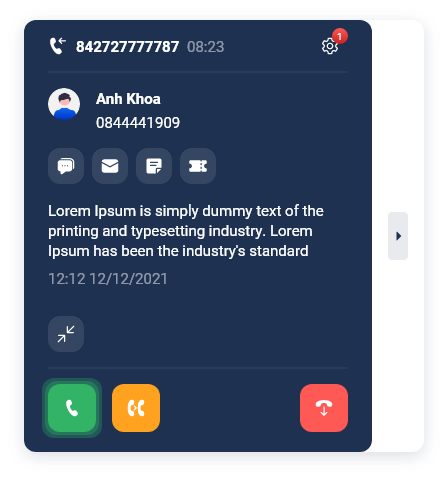 842727777787 08:23
1
Anh Khoa
0844441909
Lorem Ipsum is simply dummy text of the
printing and typesetting industry. Lorem
Ipsum has been the industry's standard
12:12 12/12/2021